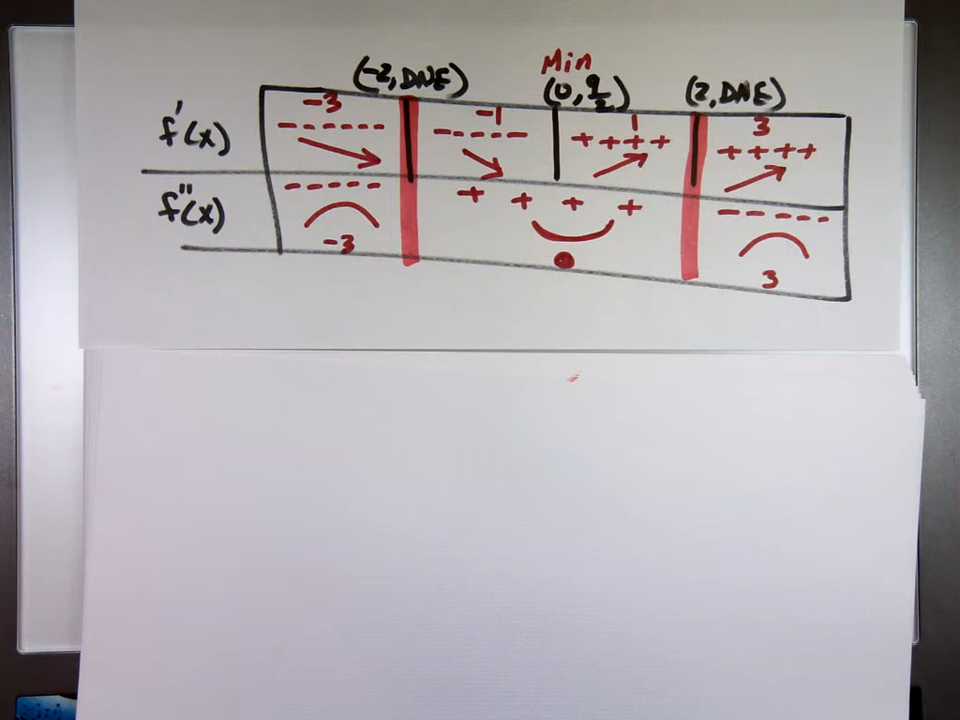 Min
(-2, DNE) (0, 9/2) (2, DNE)
f'(x) -3 -1 1 3
- - - - - - - - - - - - + + + + + + + +
f''(x) - - - - - + + + + - - - - -
-3 3